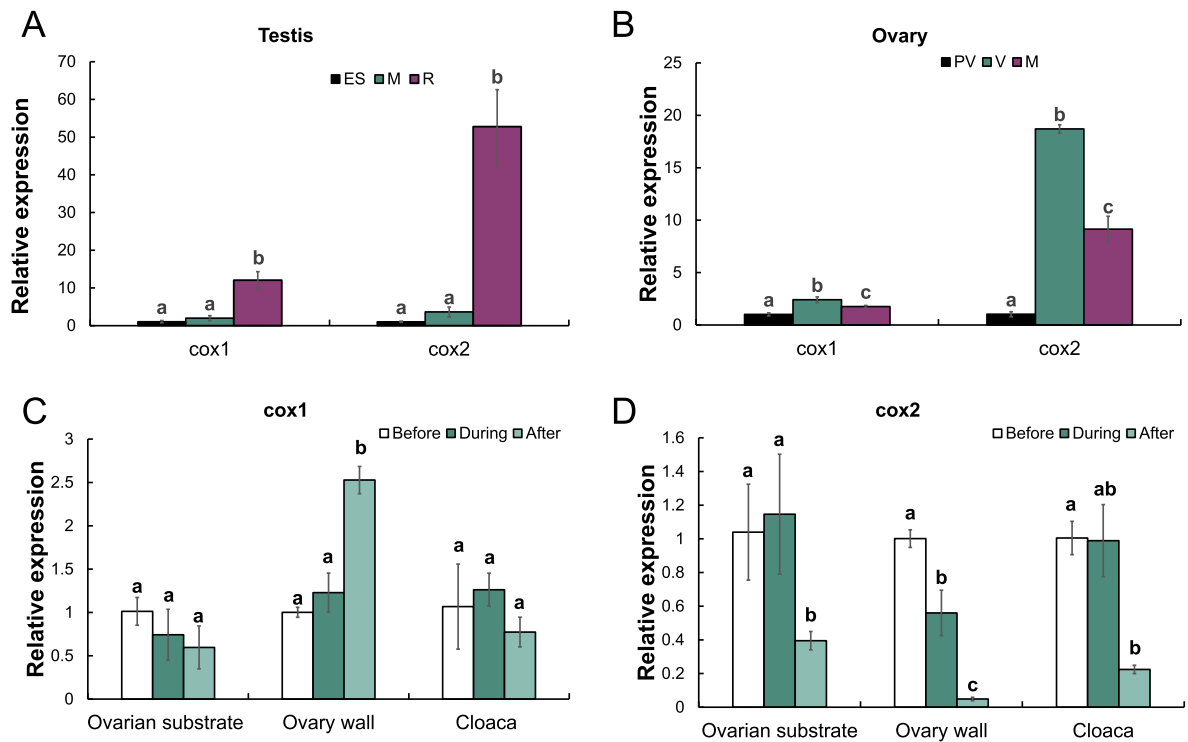 A
Testis
ES M R
Relative expression
70
60
50
40
30
20
10
0
a a b
a a b
cox1 cox2
B
Ovary
PV V M
Relative expression
25
20
15
10
5
0
a b c
a b c
cox1 cox2
C
cox1
Before During After
Relative expression
3
2.5
2
1.5
1
0.5
0
a a a
a a b
a a a
Ovarian substrate Ovary wall Cloaca
D
cox2
Before During After
Relative expression
1.6
1.4
1.2
1
0.8
0.6
0.4
0.2
0
a a b
a b c
a ab b
Ovarian substrate Ovary wall Cloaca